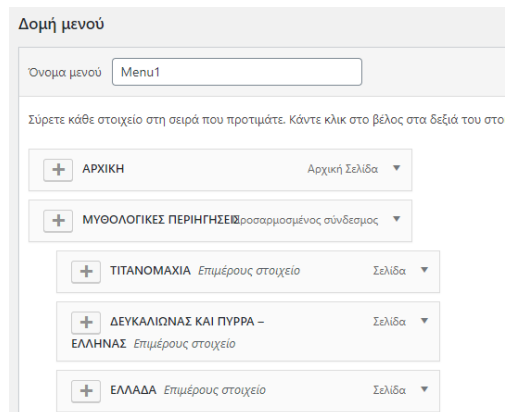 Δομή μενού
Όνομα μενού Menu1
Σύρετε κάθε στοιχείο στη σειρά που προτιμάτε. Κάντε κλικ στο βέλος στα δεξιά του στο
ΑΡΧΙΚΗ Αρχική Σελίδα
ΜΥΘΟΛΟΓΙΚΕΣ ΠΕΡΙΗΓΗΣΕΙΣ Προσαρμοσμένος σύνδεσμος
ΤΙΤΑΝΟΜΑΧΙΑ Επιμέρους στοιχείο Σελίδα
ΔΕΥΚΑΛΙΩΝΑΣ ΚΑΙ ΠΥΡΡΑ – Σελίδα
ΕΛΛΗΝΑΣ Επιμέρους στοιχείο
ΕΛΛΑΔΑ Επιμέρους στοιχείο Σελίδα